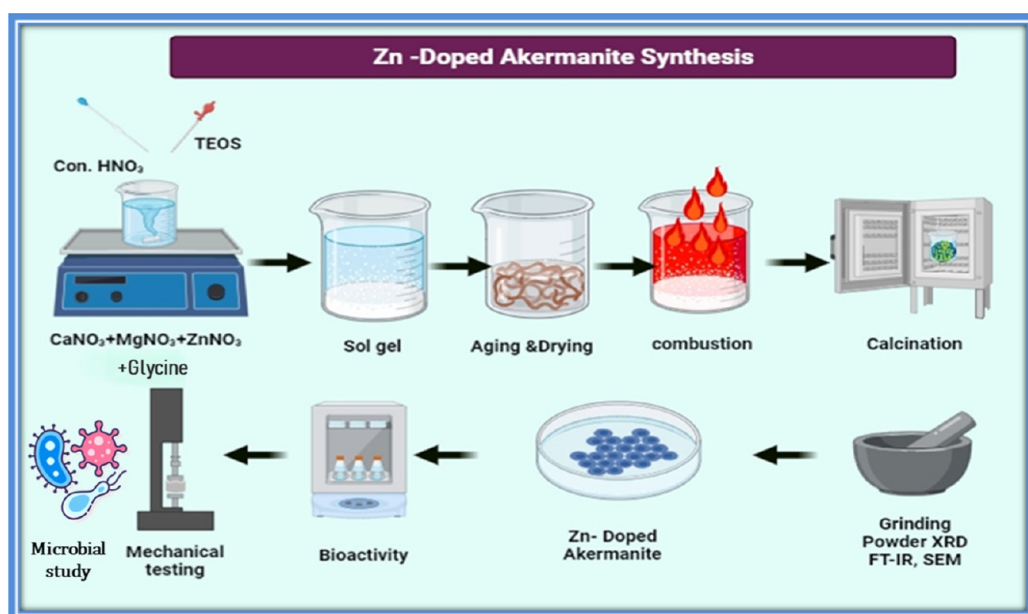 Zn -Doped Akermanite Synthesis
TEOS
Con. HNO₃
CaNO₃+MgNO₃+ZnNO₃
+Glycine
Sol gel
Aging &Drying
combustion
Calcination
Microbial
study
Mechanical
testing
Bioactivity
Zn- Doped
Akermanite
Grinding
Powder XRD
FT-IR, SEM